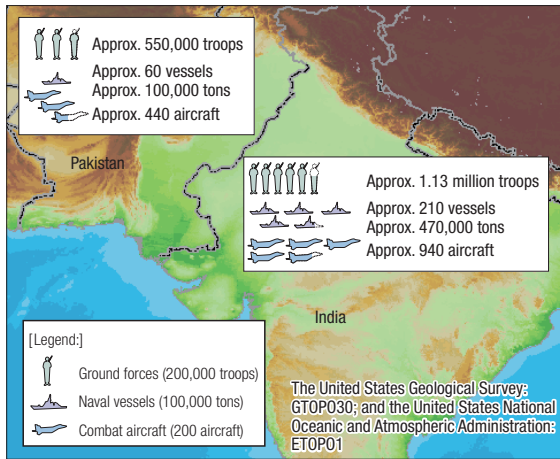 Approx. 550,000 troops
Approx. 60 vessels
Approx. 100,000 tons
Approx. 440 aircraft
Pakistan
Approx. 1.13 million troops
Approx. 210 vessels
Approx. 470,000 tons
Approx. 940 aircraft
India
[Legend:]
Ground forces (200,000 troops)
Naval vessels (100,000 tons)
Combat aircraft (200 aircraft)
The United States Geological Survey:
GTOPO30; and the United States National
Oceanic and Atmospheric Administration:
ETOPO1